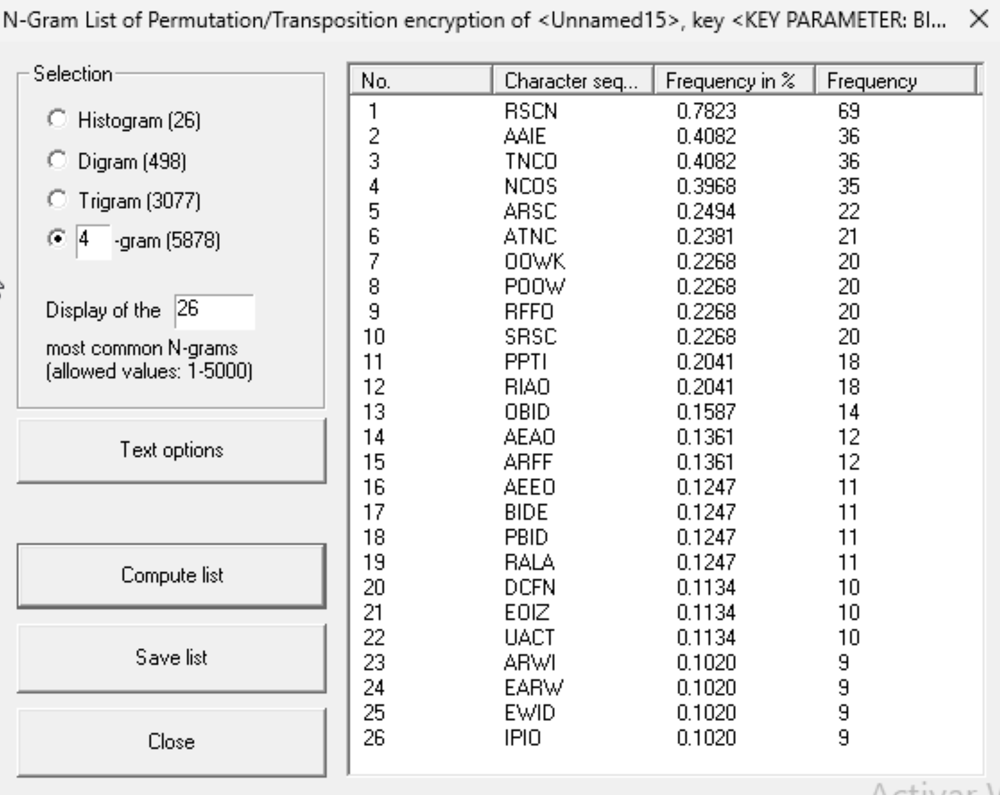 N-Gram List of Permutation/Transposition encryption of <Unnamed15>, key <KEY PARAMETER: BI...
Selection
Histogram (26)
Digram (498)
Trigram (3077)
4 -gram (5878)
Display of the 26
most common N-grams
(allowed values: 1-5000)
Text options
Compute list
Save list
Close
No. Character seq... Frequency in % Frequency
1 RSCN 0.7823 69
2 AAIE 0.4082 36
3 TNCO 0.4082 36
4 NCOS 0.3968 35
5 ARSC 0.2494 22
6 ATNC 0.2381 21
7 OOWK 0.2268 20
8 POOW 0.2268 20
9 RFFO 0.2268 20
10 SRSC 0.2268 20
11 PPTI 0.2041 18
12 RIAO 0.2041 18
13 OBID 0.1587 14
14 AEAO 0.1361 12
15 ARFF 0.1361 12
16 AEEO 0.1247 11
17 BIDE 0.1247 11
18 PBID 0.1247 11
19 RALA 0.1247 11
20 DCFN 0.1134 10
21 EOIZ 0.1134 10
22 UACT 0.1134 10
23 ARWI 0.1020 9
24 EARW 0.1020 9
25 EWID 0.1020 9
26 IPIO 0.1020 9